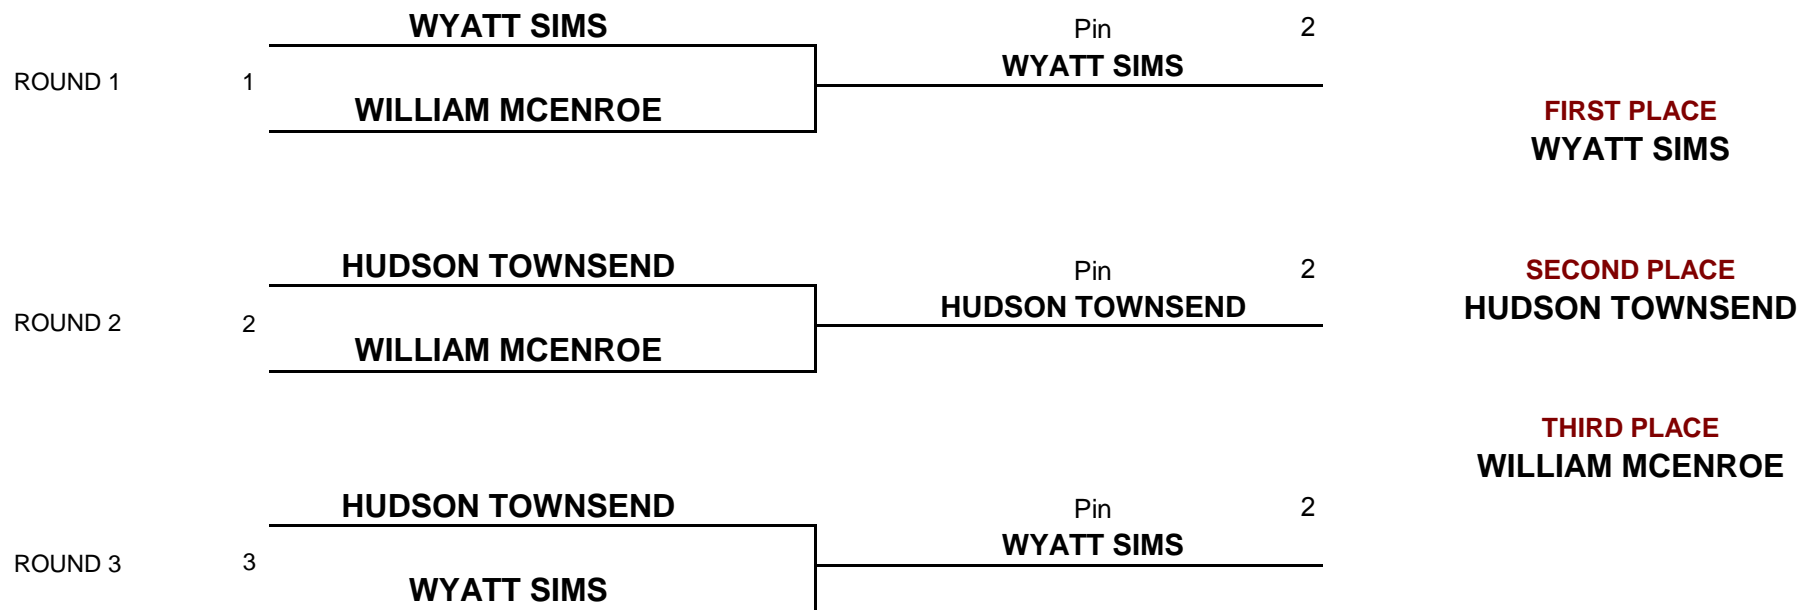 WYATT SIMS
Pin 2
WYATT SIMS
ROUND 1 1
WILLIAM MCENROE
FIRST PLACE
WYATT SIMS
HUDSON TOWNSEND
Pin 2
SECOND PLACE
HUDSON TOWNSEND
HUDSON TOWNSEND
ROUND 2 2
WILLIAM MCENROE
THIRD PLACE
WILLIAM MCENROE
HUDSON TOWNSEND
Pin 2
WYATT SIMS
ROUND 3 3
WYATT SIMS